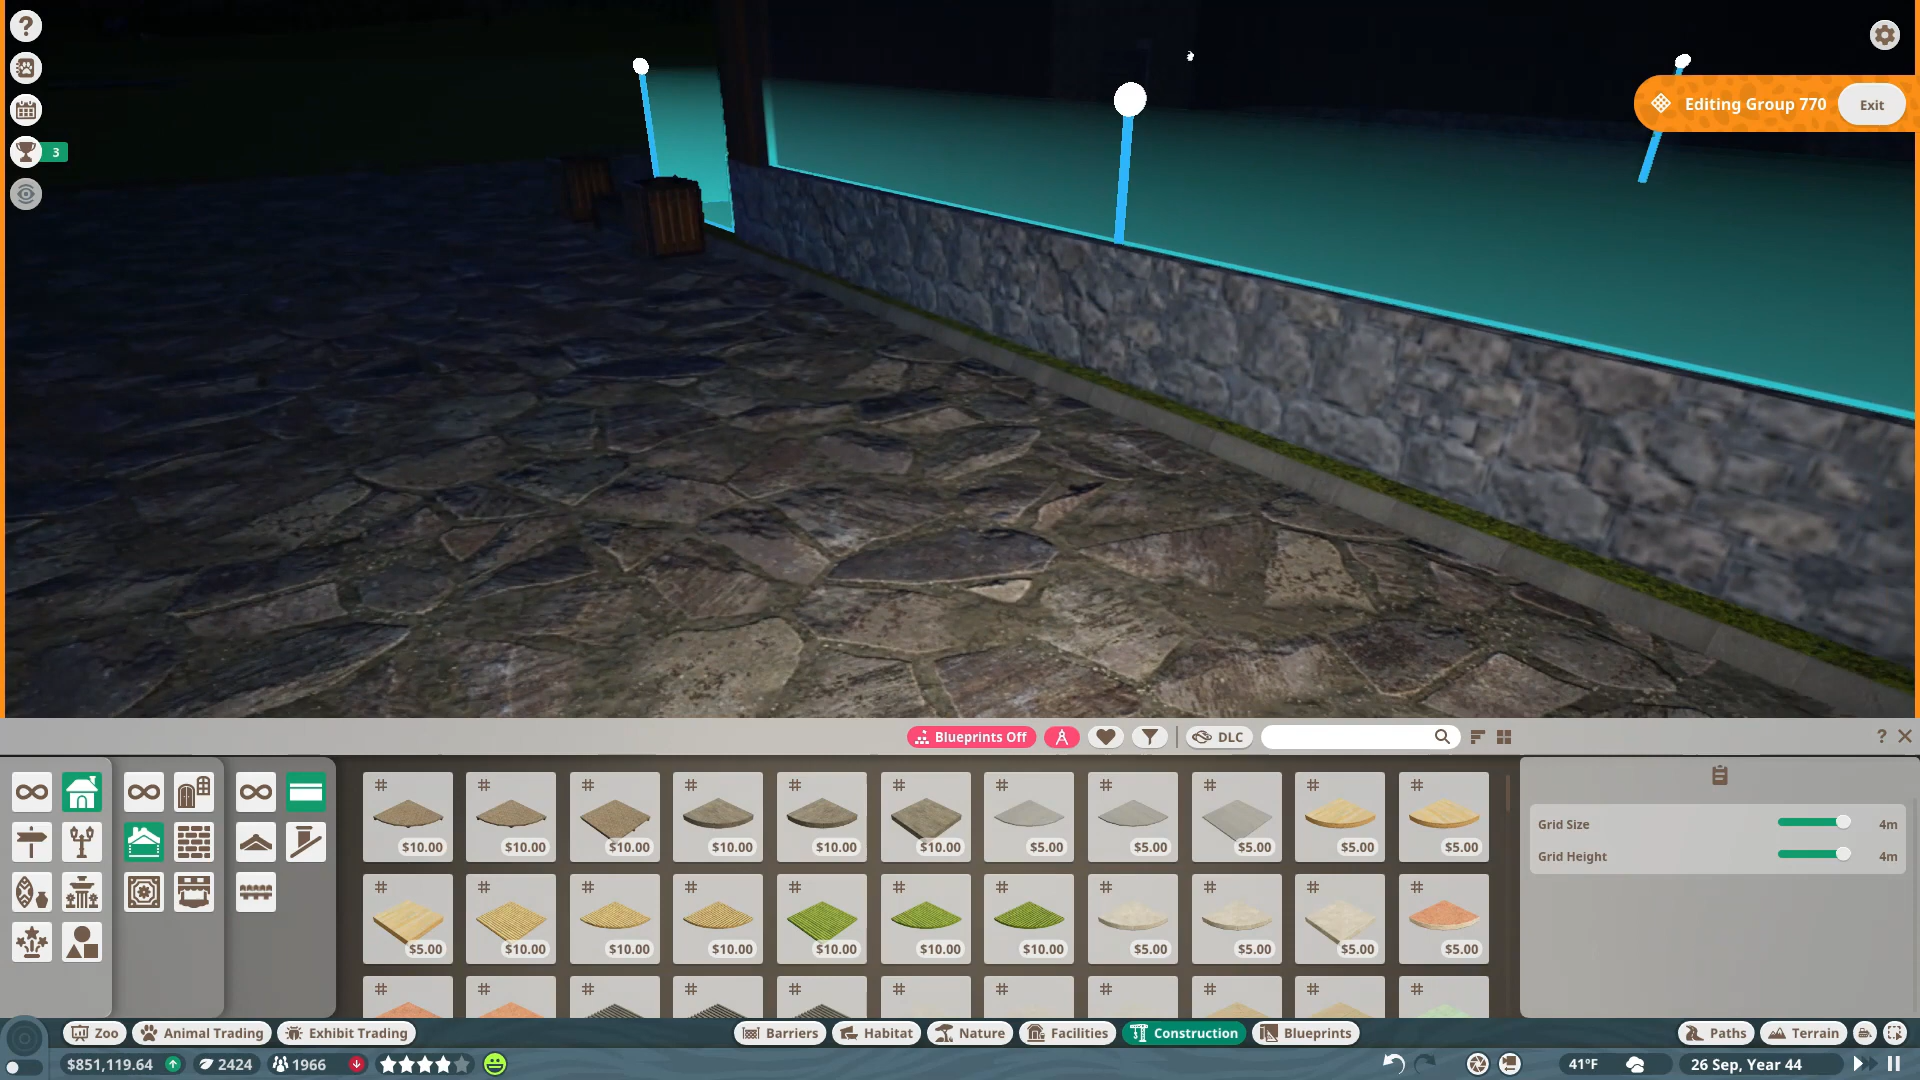 3
Editing Group 770
Exit
Blueprints Off
DLC
?
$10.00 $10.00 $10.00 $10.00 $10.00 $10.00 $5.00 $5.00 $5.00 $5.00 $5.00
$5.00 $10.00 $10.00 $10.00 $10.00 $10.00 $10.00 $5.00 $5.00 $5.00 $5.00
Grid Size 4m
Grid Height 4m
Zoo Animal Trading Exhibit Trading Barriers Habitat Nature Facilities Construction Blueprints Paths Terrain
$851,119.64 2424 1966 41°F 26 Sep, Year 44